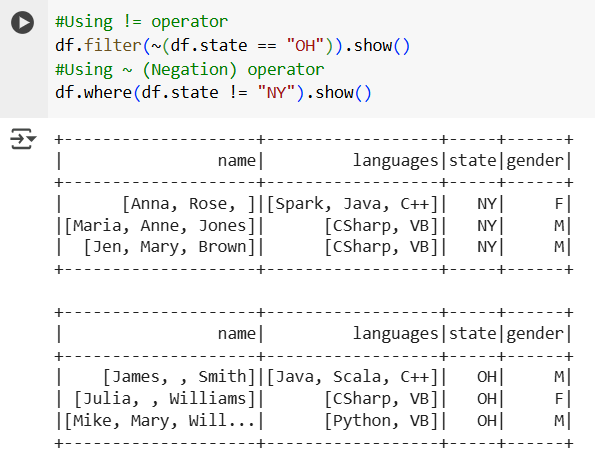 #Using != operator
df.filter(~(df.state == "OH")).show()
#Using ~ (Negation) operator
df.where(df.state != "NY").show()
+--------------------+------------------+-----+------+
|                name|         languages|state|gender|
+--------------------+------------------+-----+------+
|      [Anna, Rose, ]|[Spark, Java, C++]|   NY|     F|
|[Maria, Anne, Jones]|      [CSharp, VB]|   NY|     M|
|  [Jen, Mary, Brown]|      [CSharp, VB]|   NY|     M|
+--------------------+------------------+-----+------+
+--------------------+------------------+-----+------+
|                name|         languages|state|gender|
+--------------------+------------------+-----+------+
|    [James, , Smith]|[Java, Scala, C++]|   OH|     M|
| [Julia, , Williams]|      [CSharp, VB]|   OH|     F|
|[Mike, Mary, Will...|      [Python, VB]|   OH|     M|
+--------------------+------------------+-----+------+